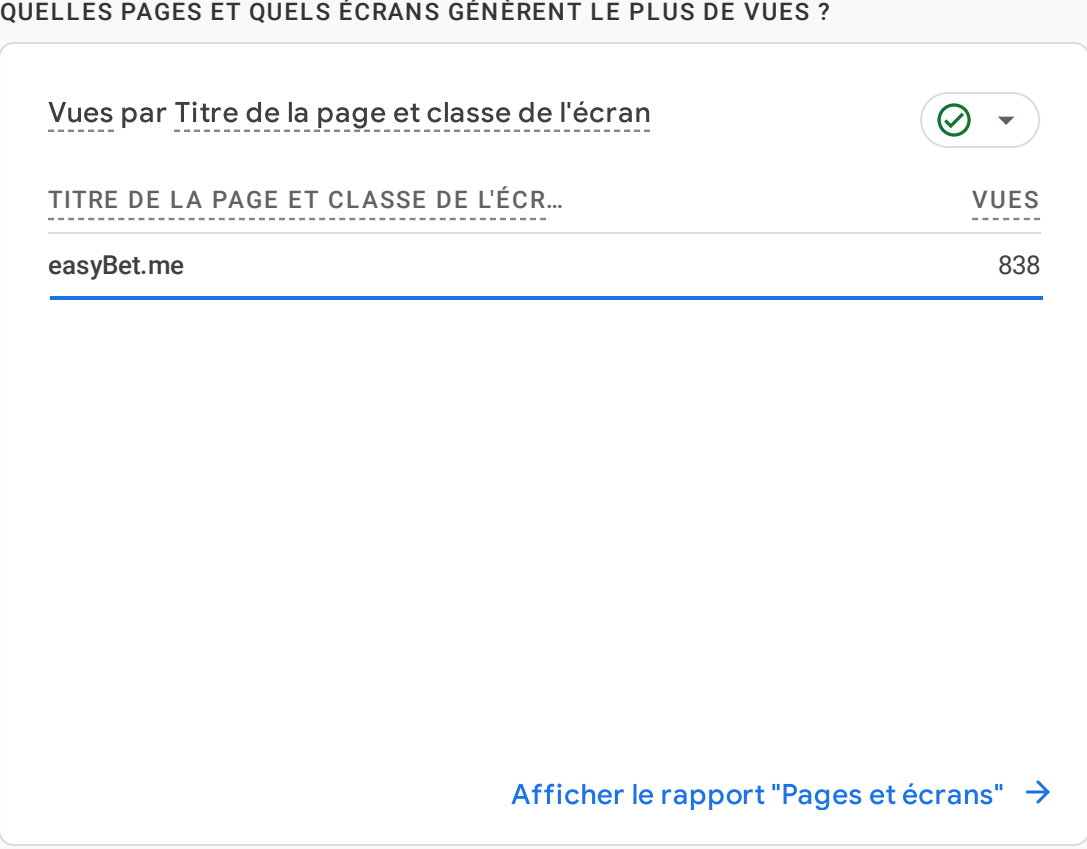 QUELLES PAGES ET QUELS ÉCRANS GÉNÈRENT LE PLUS DE VUES ?
Vues par Titre de la page et classe de l'écran
TITRE DE LA PAGE ET CLASSE DE L'ÉCR… VUES
easyBet.me 838
Afficher le rapport "Pages et écrans"